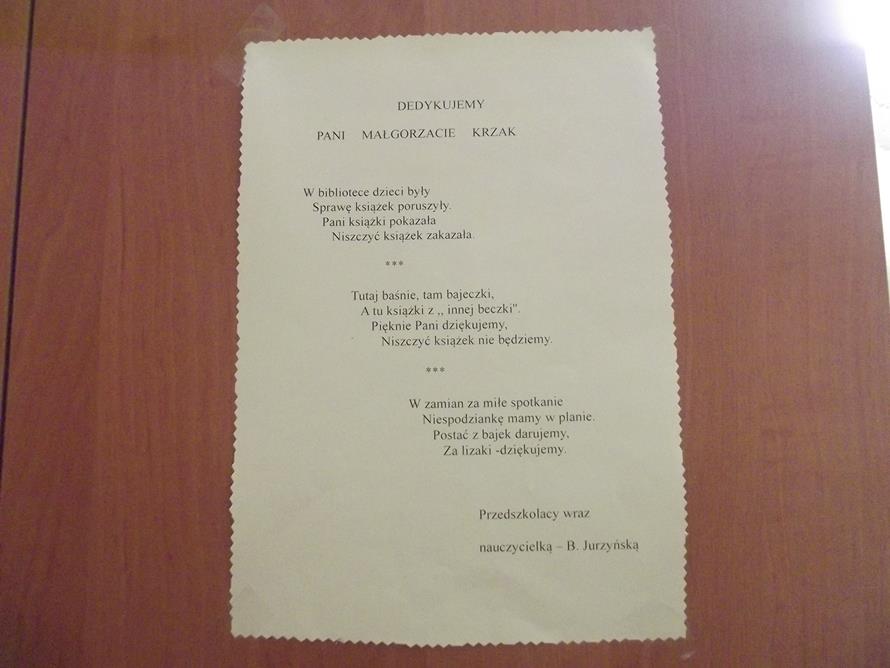 DEDYKUJEMY
PANI MAŁGORZACIE KRZAK
W bibliotece dzieci były
Sprawę książek poruszyły.
Pani książki pokazała
Niszczyć książek zakazała.
***
Tutaj baśnie, tam bajeczki,
A tu książki z ,, innej beczki".
Pięknie Pani dziękujemy,
Niszczyć książek nie będziemy.
***
W zamian za miłe spotkanie
Niespodziankę mamy w planie.
Postać z bajek darujemy,
Za lizaki -dziękujemy.
Przedszkolacy wraz
nauczycielką – B. Jurzyńską